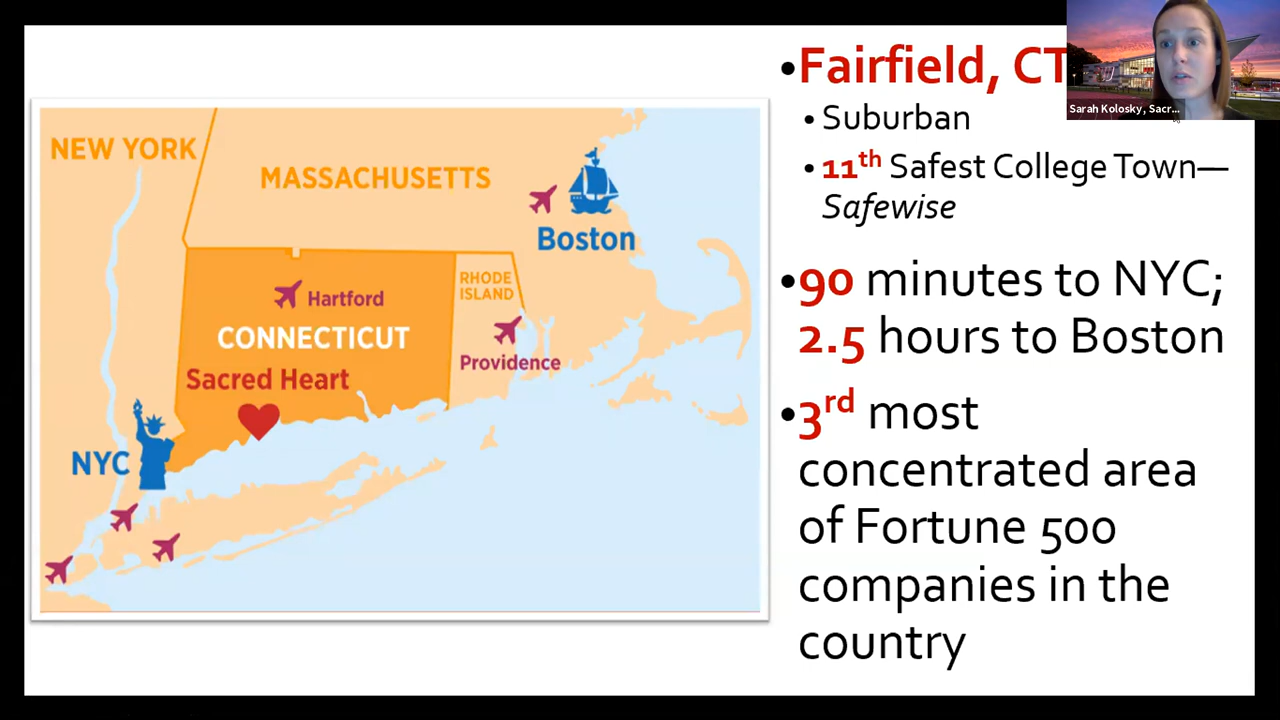 •Fairfield, CT
Sarah Kolosky, Sacr...
• Suburban
• 11th Safest College Town—
Safewise
•90 minutes to NYC;
2.5 hours to Boston
•3rd most
concentrated area
of Fortune 500
companies in the
country
NEW YORK
MASSACHUSETTS
Boston
RHODE
ISLAND
Hartford
CONNECTICUT
Providence
Sacred Heart
NYC